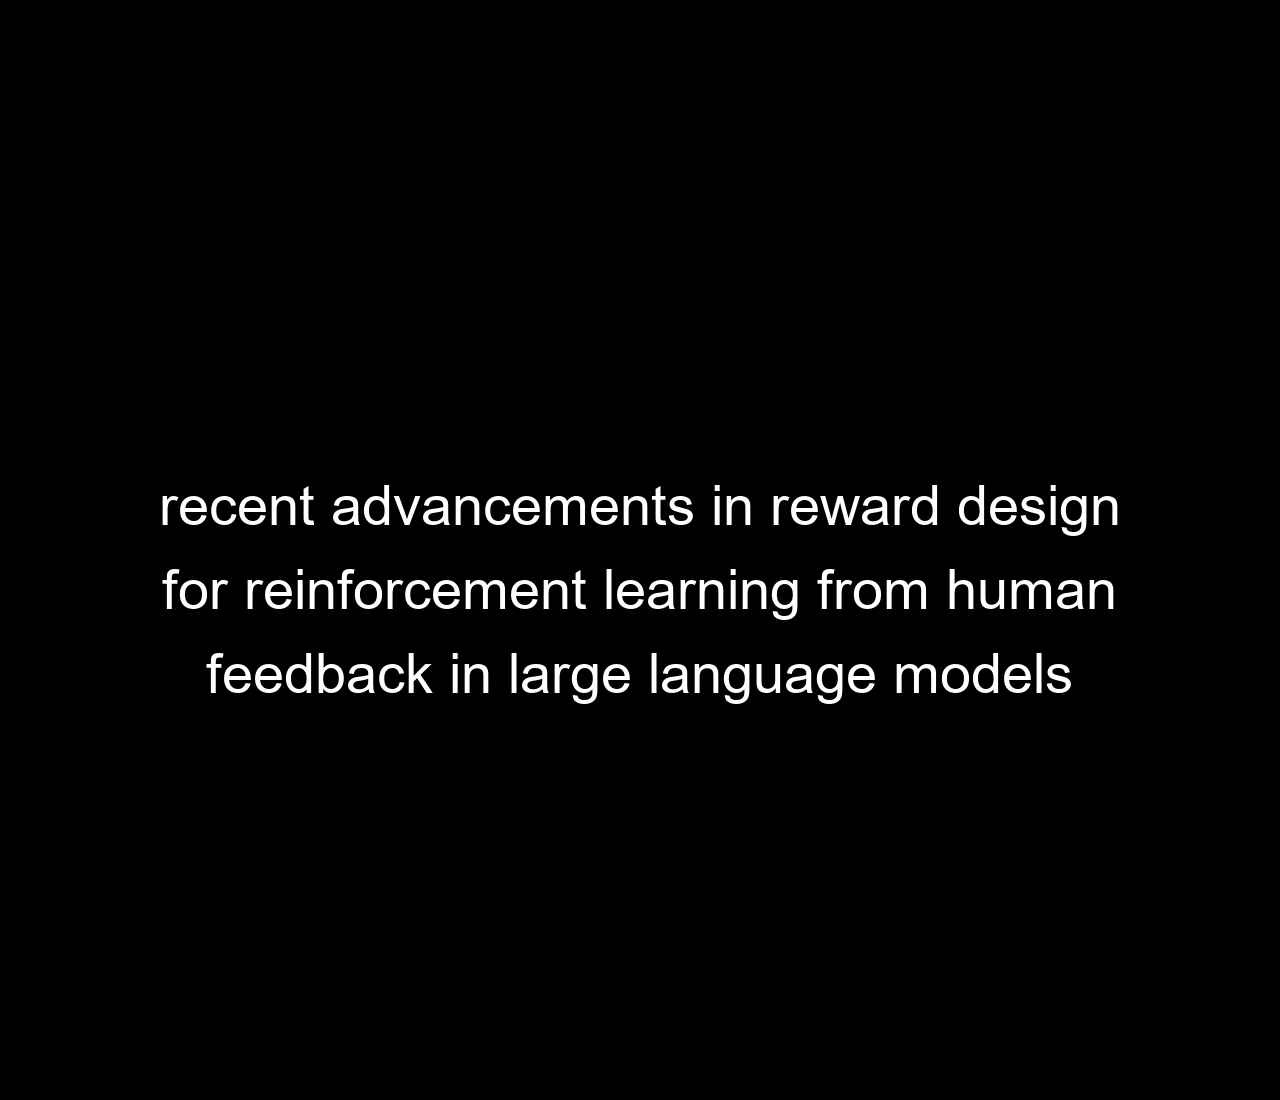 recent advancements in reward design
for reinforcement learning from human
feedback in large language models